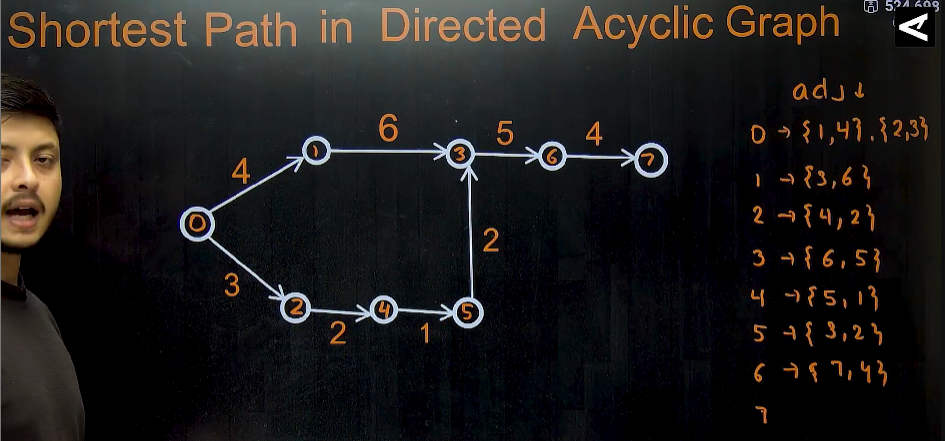 Shortest Path in Directed Acyclic Graph
524,698
adj ↓
0 → {1,4}.{2,3}
1 → {3,6}
2 → {4,2}
3 → {6,5}
4 → {5,1}
5 → {3,2}
6 → { 7,4}
7
6 5 4
4 1 3 6 7
0
2
3 2 4 5
2 1